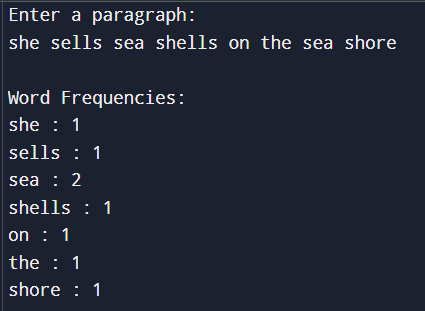 Enter a paragraph:
she sells sea shells on the sea shore
Word Frequencies:
she : 1
sells : 1
sea : 2
shells : 1
on : 1
the : 1
shore : 1